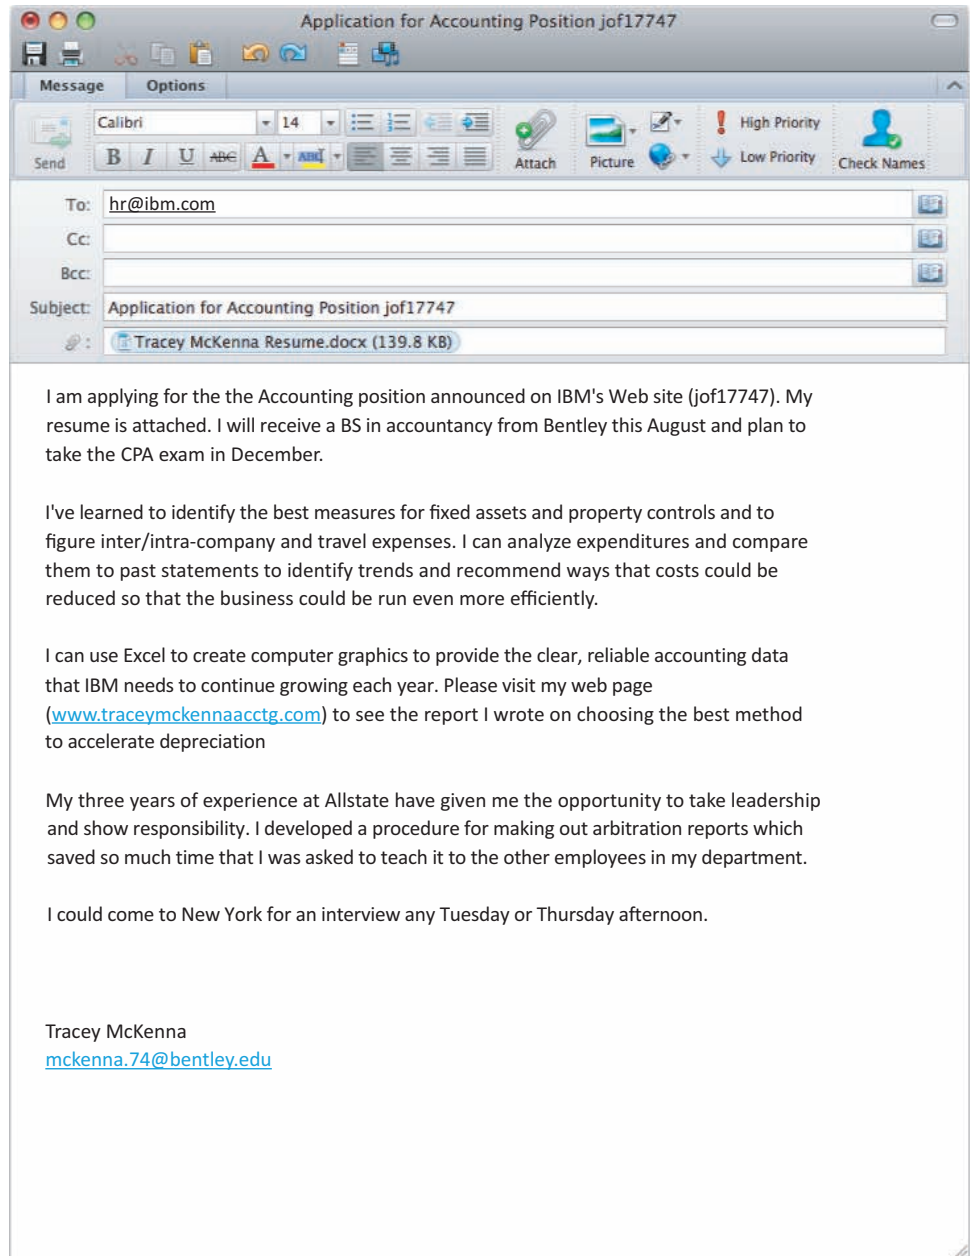 Application for Accounting Position jof17747
Message Options
Calibri 14
High Priority
B I U ABC A ABC
Send Attach Picture Low Priority Check Names
To: hr@ibm.com
Cc:
Bcc:
Subject: Application for Accounting Position jof17747
: Tracey McKenna Resume.docx (139.8 KB)
I am applying for the the Accounting position announced on IBM's Web site (jof17747). My
resume is attached. I will receive a BS in accountancy from Bentley this August and plan to
take the CPA exam in December.
I've learned to identify the best measures for fixed assets and property controls and to
figure inter/intra-company and travel expenses. I can analyze expenditures and compare
them to past statements to identify trends and recommend ways that costs could be
reduced so that the business could be run even more efficiently.
I can use Excel to create computer graphics to provide the clear, reliable accounting data
that IBM needs to continue growing each year. Please visit my web page
(www.traceymckennaacctg.com) to see the report I wrote on choosing the best method
to accelerate depreciation
My three years of experience at Allstate have given me the opportunity to take leadership
and show responsibility. I developed a procedure for making out arbitration reports which
saved so much time that I was asked to teach it to the other employees in my department.
I could come to New York for an interview any Tuesday or Thursday afternoon.
Tracey McKenna
mckenna.74@bentley.edu